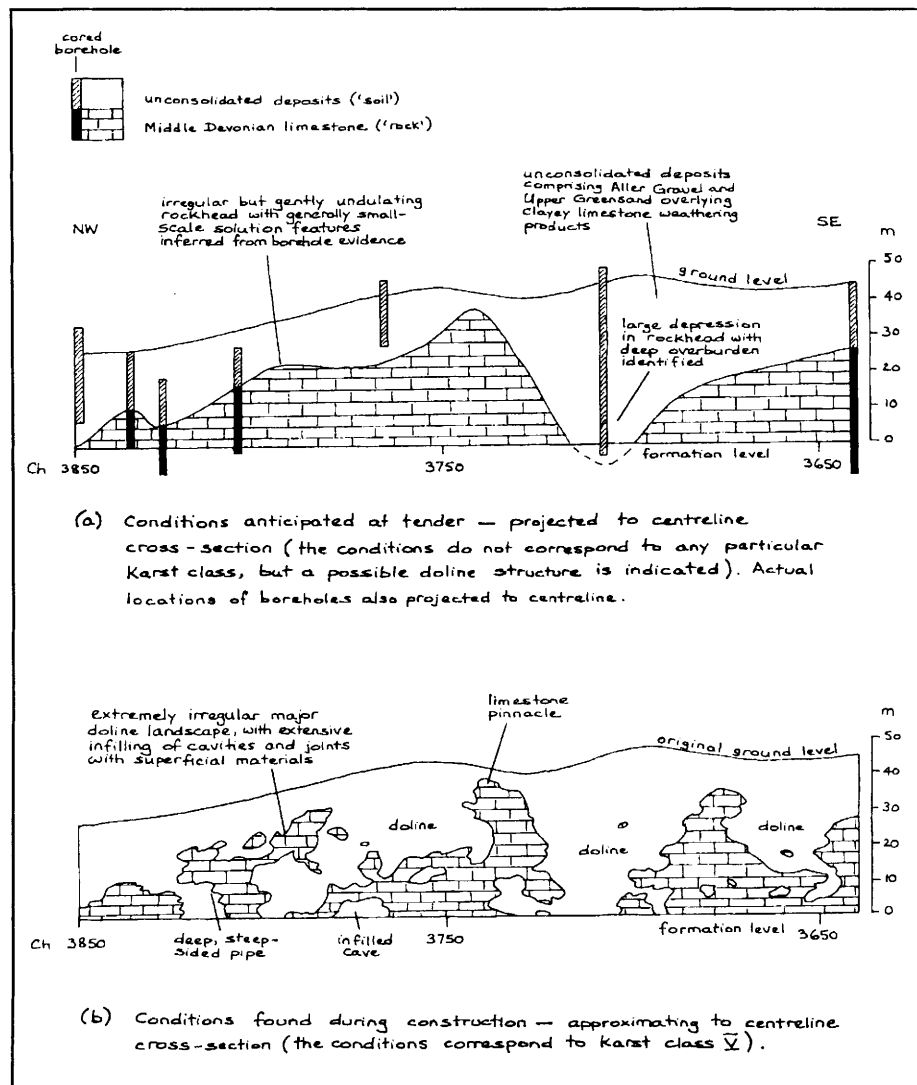 cored
borehole
unconsolidated deposits ('soil')
Middle Devonian limestone ('rock')
NW
irregular but gently undulating
rockhead with generally small-
scale solution features
inferred from borehole evidence
unconsolidated deposits
comprising Aller Gravel and
Upper Greensand overlying
clayey limestone weathering
products
SE
m
ground level
large depression
in rockhead with
deep overburden
identified
50
40
30
20
10
0
formation level
Ch 3850
3750
3650
(a) Conditions anticipated at tender — projected to centreline
cross-section (the conditions do not correspond to any particular
Karst class, but a possible doline structure is indicated). Actual
locations of boreholes also projected to centreline.
extremely irregular major
doline landscape, with extensive
infilling of cavities and joints
with superficial materials
limestone
pinnacle
m
original ground level
50
40
30
20
10
0
doline
doline
doline
Ch 3850
deep, steep-
sided pipe
infilled
cave
3750
formation level
3650
(b) Conditions found during construction — approximating to centreline
cross-section (the conditions correspond to Karst class V).